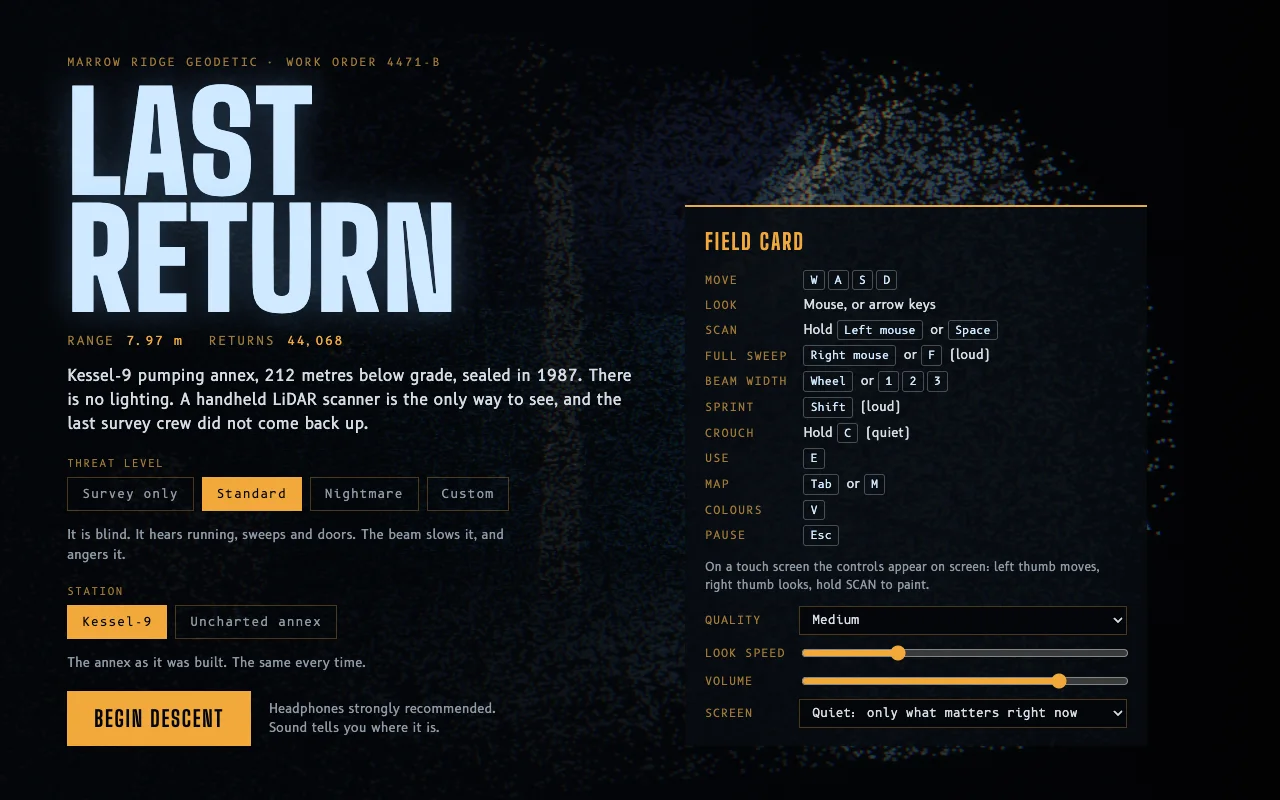 MARROW RIDGE GEODETIC · WORK ORDER 4471-B
LAST
RETURN
RANGE 7.97 m RETURNS 44,068
Kessel-9 pumping annex, 212 metres below grade, sealed in 1987. There
is no lighting. A handheld LiDAR scanner is the only way to see, and the
last survey crew did not come back up.
THREAT LEVEL
Survey only Standard Nightmare Custom
It is blind. It hears running, sweeps and doors. The beam slows it, and
angers it.
STATION
Kessel-9 Uncharted annex
The annex as it was built. The same every time.
BEGIN DESCENT
Headphones strongly recommended.
Sound tells you where it is.
FIELD CARD
MOVE W A S D
LOOK Mouse, or arrow keys
SCAN Hold Left mouse or Space
FULL SWEEP Right mouse or F (loud)
BEAM WIDTH Wheel or 1 2 3
SPRINT Shift (loud)
CROUCH Hold C (quiet)
USE E
MAP Tab or M
COLOURS V
PAUSE Esc
On a touch screen the controls appear on screen: left thumb moves,
right thumb looks, hold SCAN to paint.
QUALITY Medium
LOOK SPEED
VOLUME
SCREEN Quiet: only what matters right now